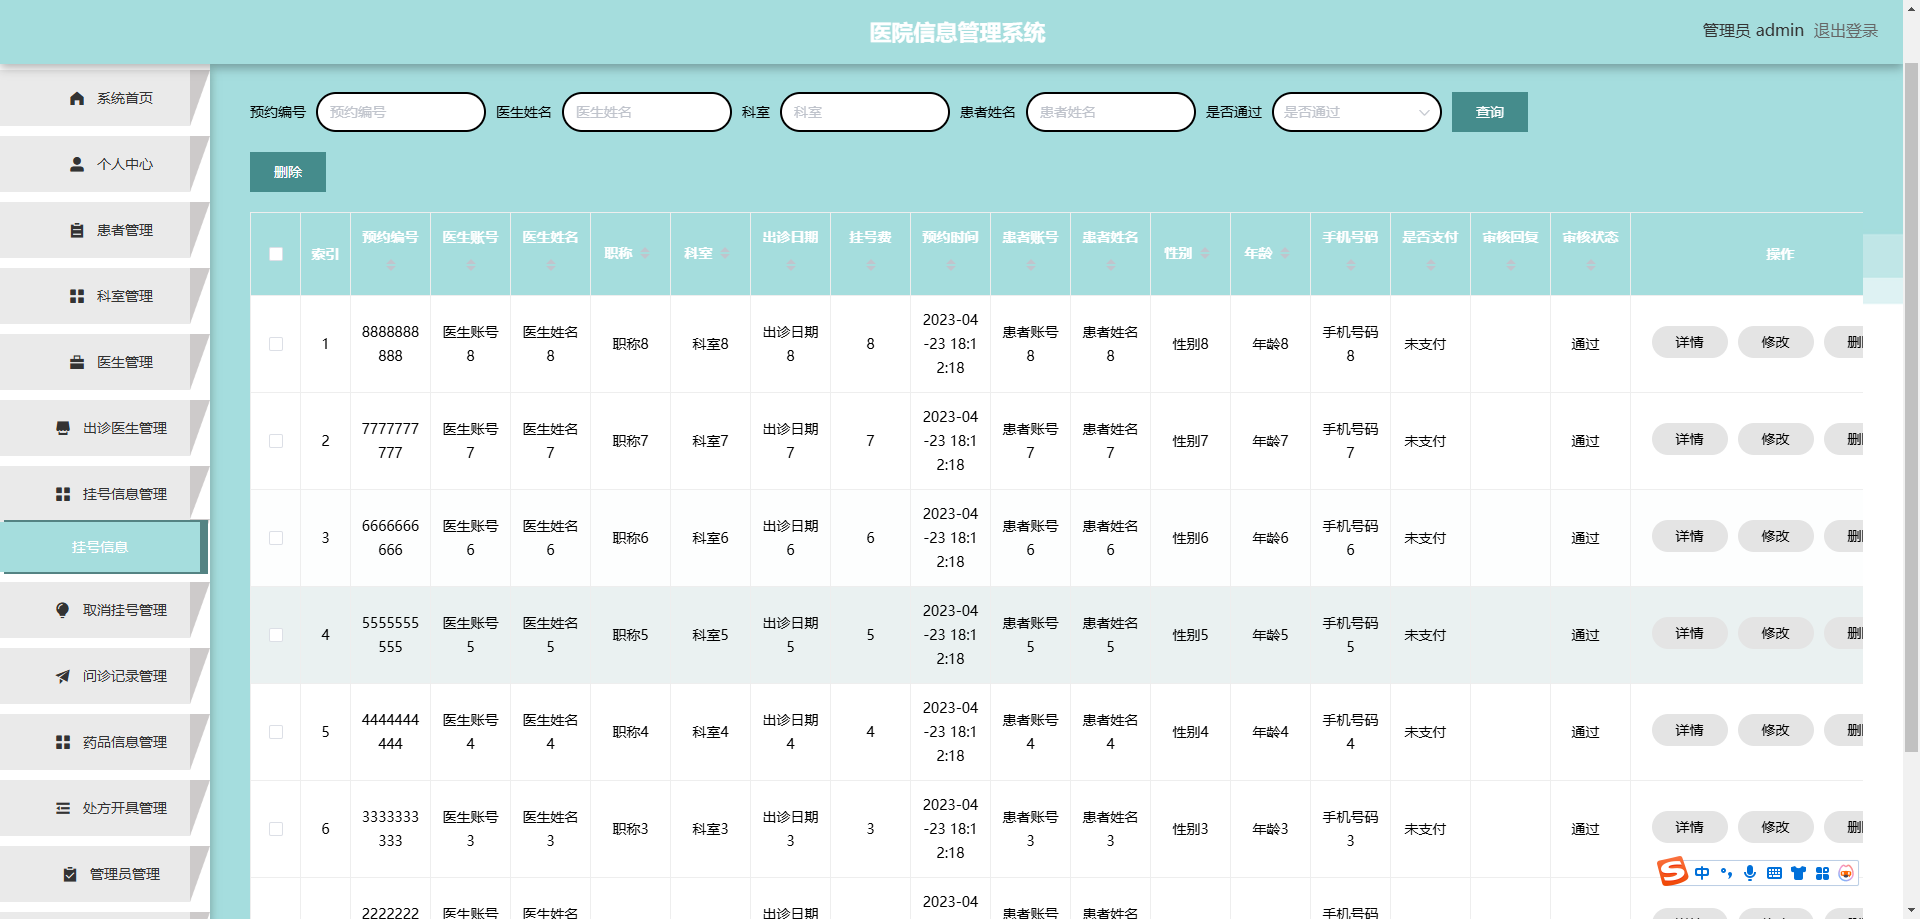 医院信息管理系统
管理员 admin 退出登录
系统首页
个人中心
患者管理
科室管理
医生管理
出诊医生管理
挂号信息管理
挂号信息
取消挂号管理
问诊记录管理
药品信息管理
处方开具管理
管理员管理
预约编号 预约编号 医生姓名 医生姓名 科室 科室 患者姓名 患者姓名 是否通过 是否通过 查询
删除
索引 预约编号 医生账号 医生姓名 职称 科室 出诊日期 挂号费 预约时间 患者账号 患者姓名 性别 年龄 手机号码 是否支付 审核回复 审核状态 操作
1 8888888888 医生账号8 医生姓名8 职称8 科室8 出诊日期8 8 2023-04-23 18:12:18 患者账号8 患者姓名8 性别8 年龄8 手机号码8 未支付 通过 详情 修改 删
2 7777777777 医生账号7 医生姓名7 职称7 科室7 出诊日期7 7 2023-04-23 18:12:18 患者账号7 患者姓名7 性别7 年龄7 手机号码7 未支付 通过 详情 修改 删
3 6666666666 医生账号6 医生姓名6 职称6 科室6 出诊日期6 6 2023-04-23 18:12:18 患者账号6 患者姓名6 性别6 年龄6 手机号码6 未支付 通过 详情 修改 删
4 5555555555 医生账号5 医生姓名5 职称5 科室5 出诊日期5 5 2023-04-23 18:12:18 患者账号5 患者姓名5 性别5 年龄5 手机号码5 未支付 通过 详情 修改 删
5 4444444444 医生账号4 医生姓名4 职称4 科室4 出诊日期4 4 2023-04-23 18:12:18 患者账号4 患者姓名4 性别4 年龄4 手机号码4 未支付 通过 详情 修改 删
6 3333333333 医生账号3 医生姓名3 职称3 科室3 出诊日期3 3 2023-04-23 18:12:18 患者账号3 患者姓名3 性别3 年龄3 手机号码3 未支付 通过 详情 修改 删
2222222 医生账号 医生姓名 出诊日期 2023-04 患者账号 患者姓名 手机号码
S 中